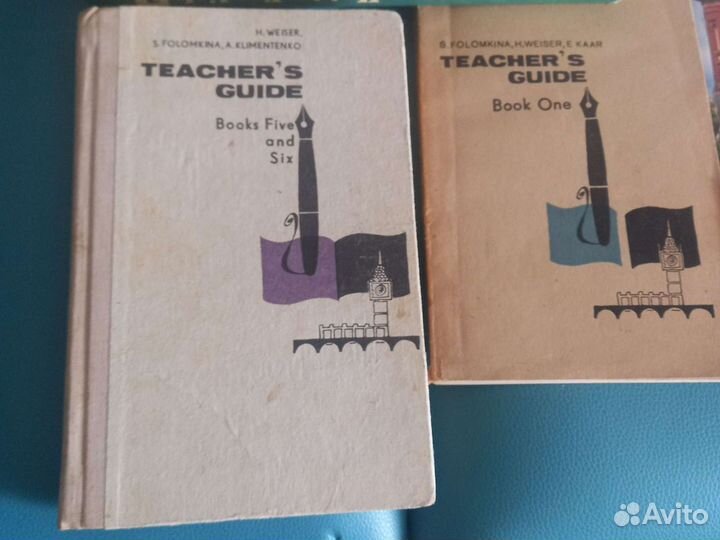 H. WEISER,
S. FOLOMKINA, A. KLIMENTENKO
TEACHER'S
GUIDE
Books Five
and
Six
S. FOLOMKINA, H. WEISER, E. KAAR
TEACHER'S
GUIDE
Book One
Avito